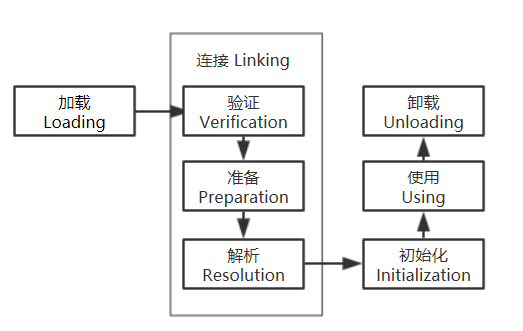 加载
Loading
连接 Linking
验证
Verification
准备
Preparation
解析
Resolution
初始化
Initialization
使用
Using
卸载
Unloading